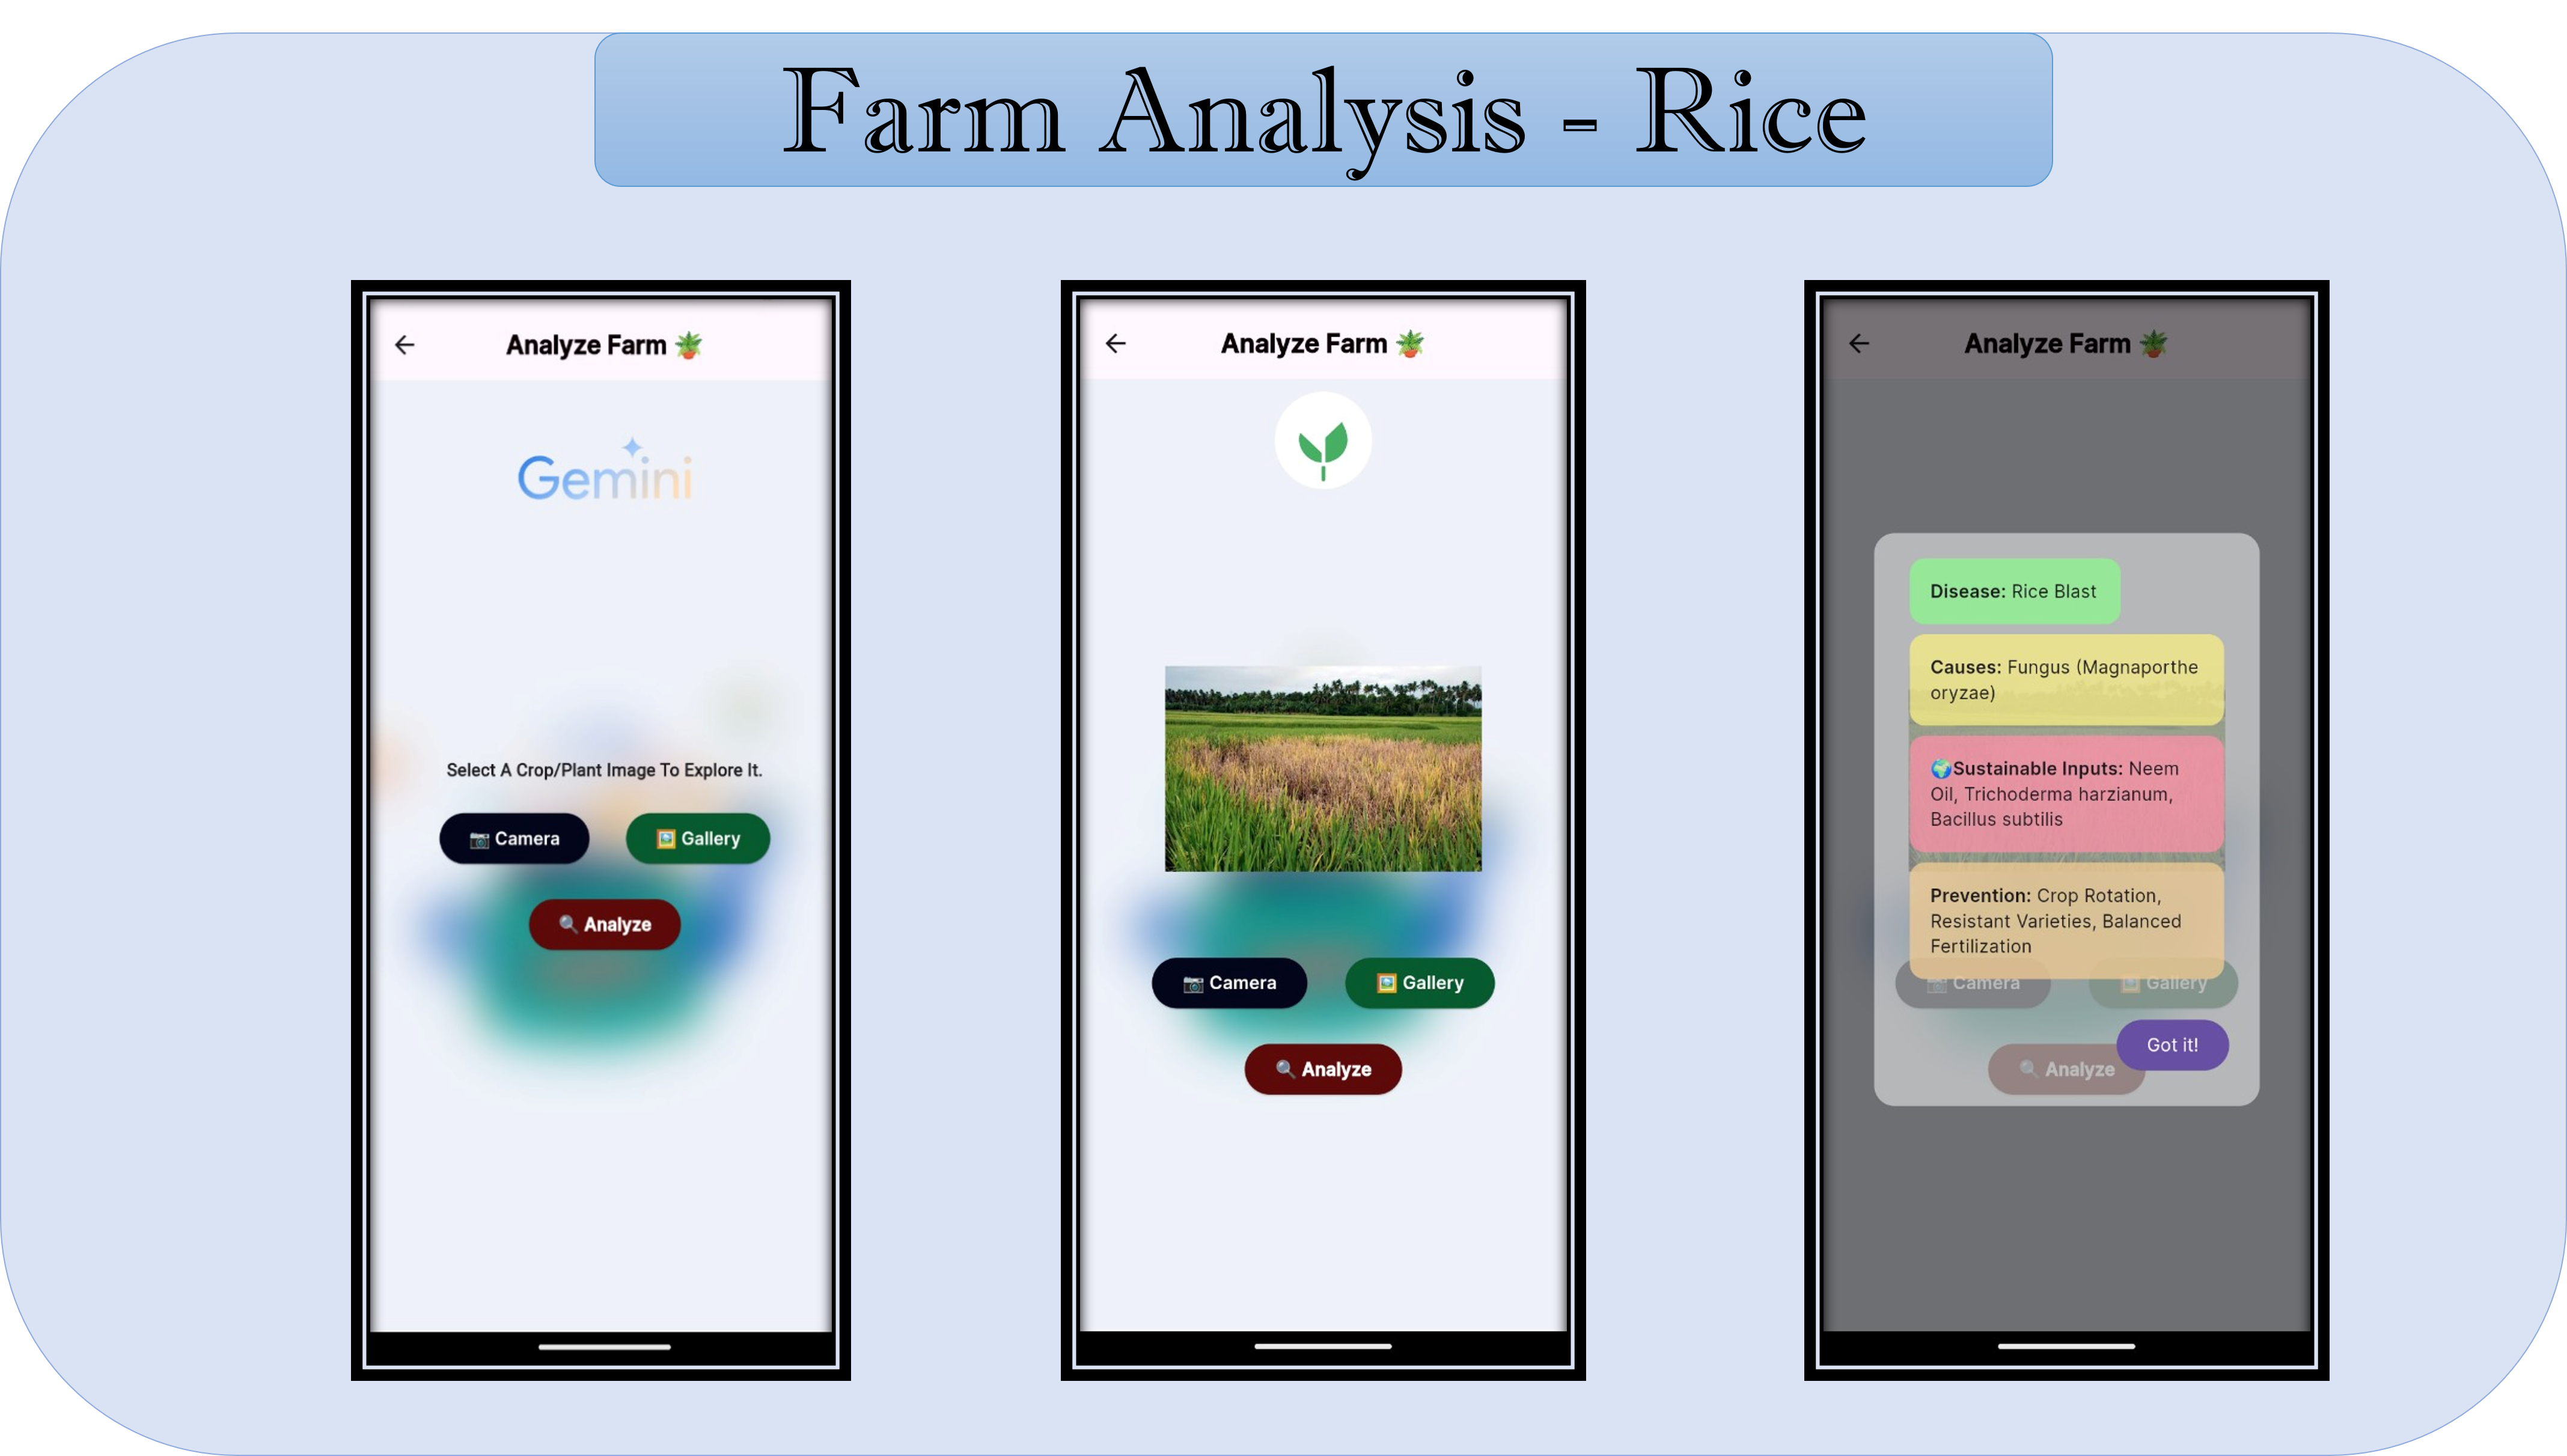 Farm Analysis - Rice
Analyze Farm 🪴
Gemini
Select A Crop/Plant Image To Explore It.
📷 Camera
🖼️ Gallery
🔍 Analyze
Analyze Farm 🪴
📷 Camera
🖼️ Gallery
🔍 Analyze
Analyze Farm 🪴
Disease: Rice Blast
Causes: Fungus (Magnaporthe
oryzae)
🌍Sustainable Inputs: Neem
Oil, Trichoderma harzianum,
Bacillus subtilis
Prevention: Crop Rotation,
Resistant Varieties, Balanced
Fertilization
📷 Camera
🖼️ Gallery
Got it!
🔍 Analyze